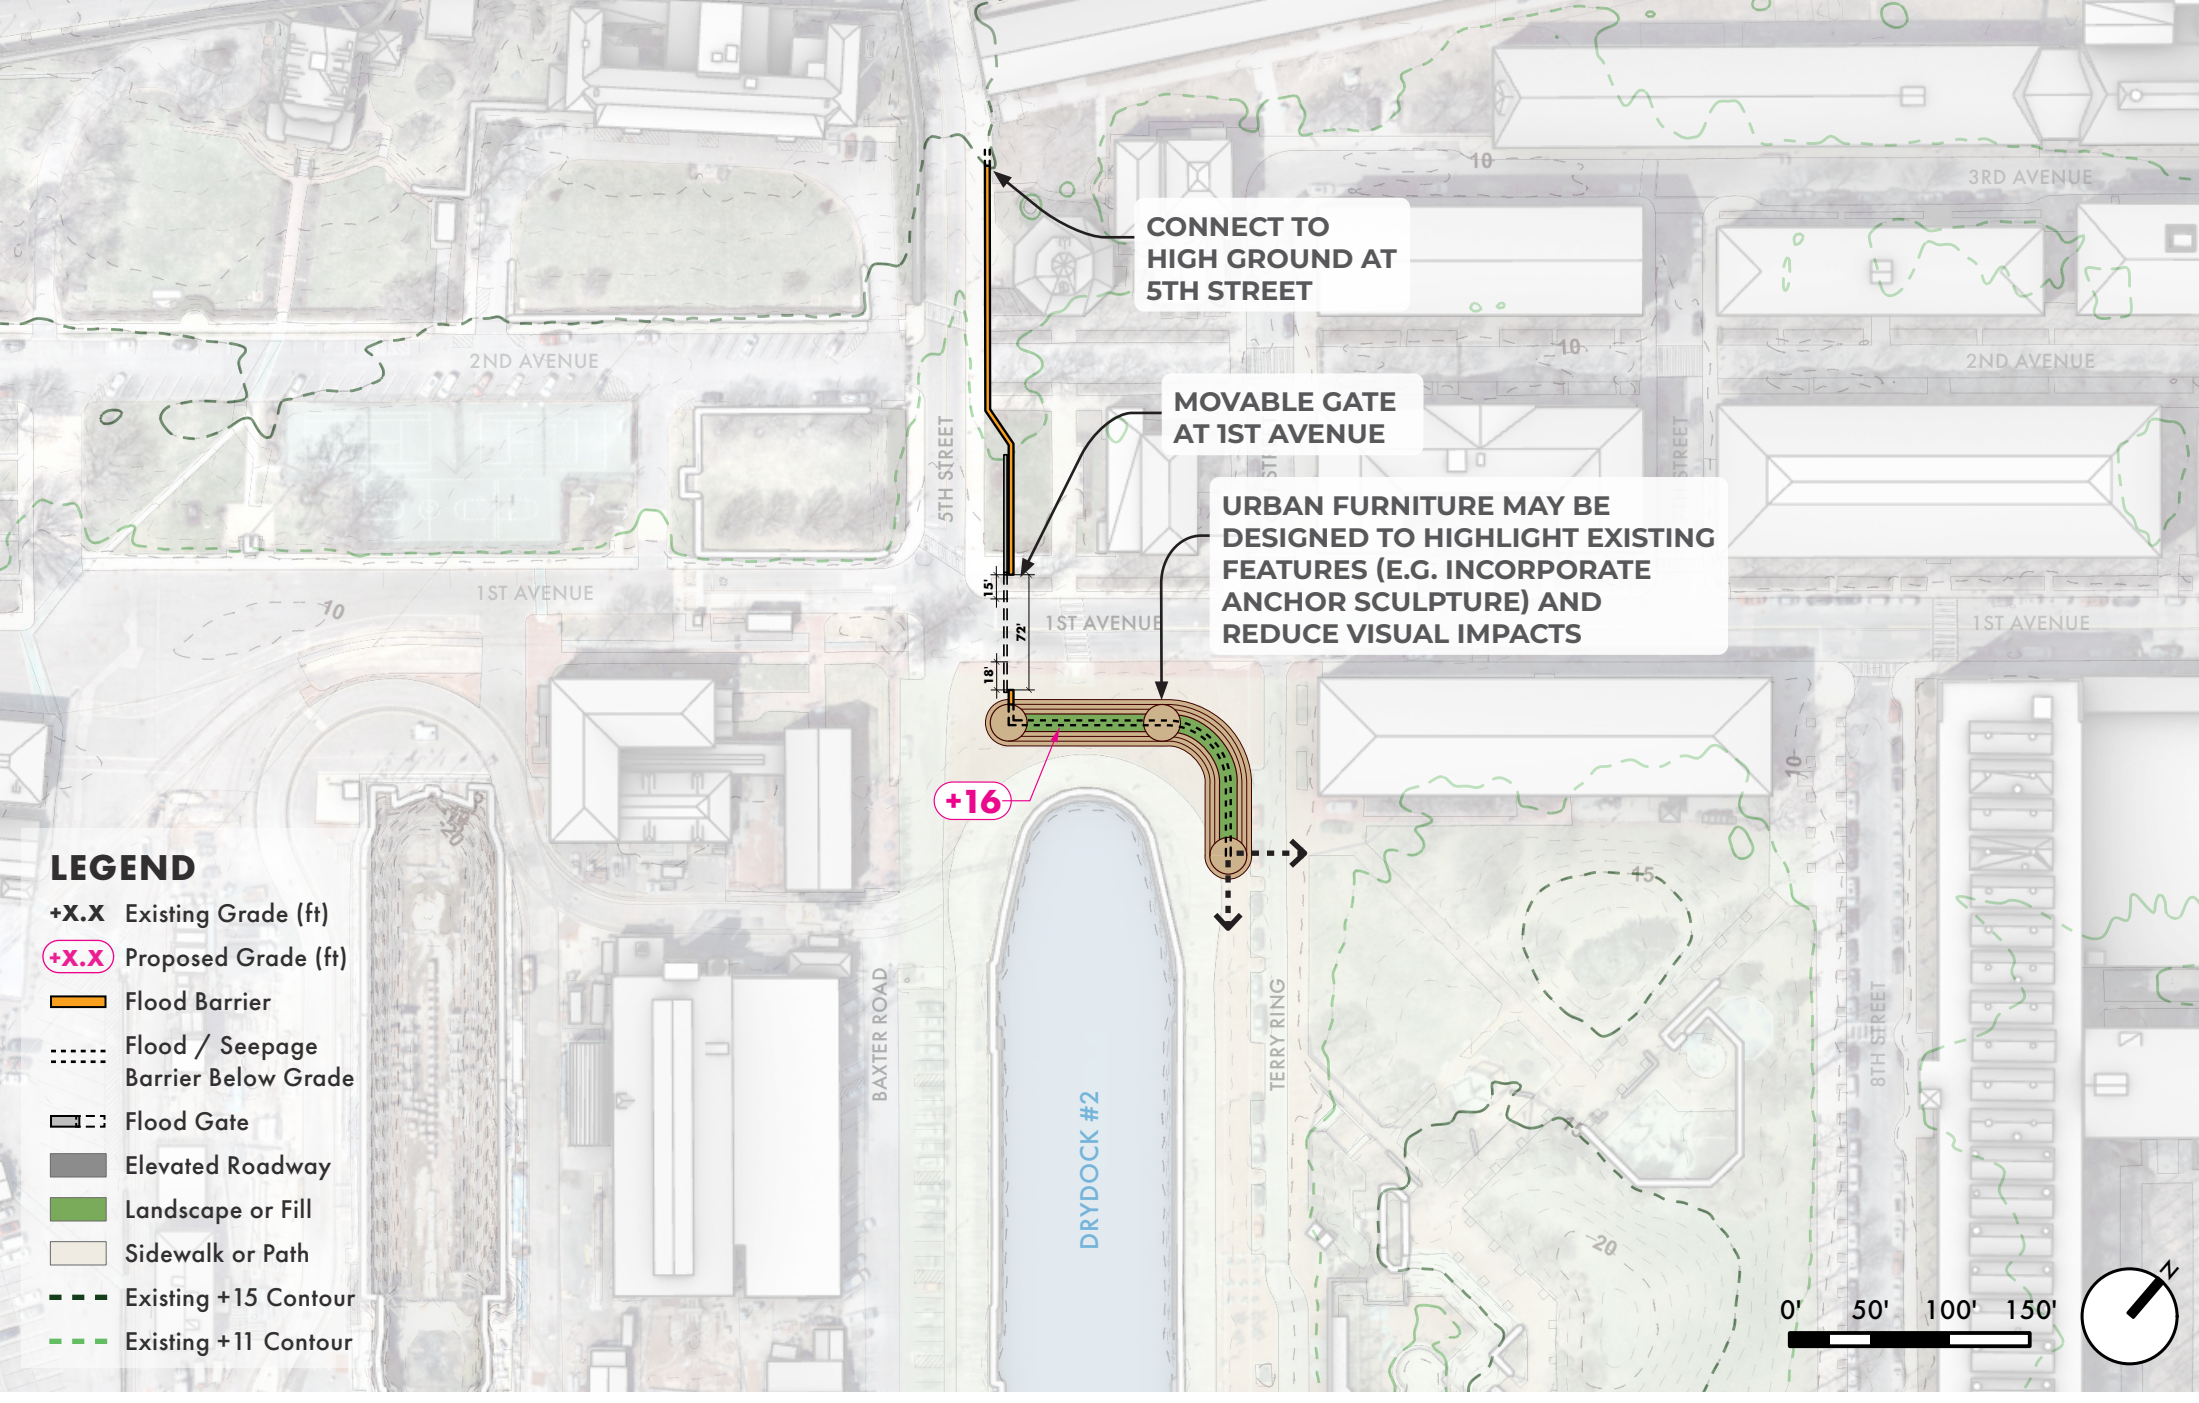 10
3RD AVENUE
CONNECT TO
HIGH GROUND AT
5TH STREET
10
2ND AVENUE
2ND AVENUE
MOVABLE GATE
AT 1ST AVENUE
5TH STREET
URBAN FURNITURE MAY BE
DESIGNED TO HIGHLIGHT EXISTING
FEATURES (E.G. INCORPORATE
ANCHOR SCULPTURE) AND
REDUCE VISUAL IMPACTS
15'
72'
18'
1ST AVENUE
10
1ST AVENUE
1ST AVENUE
+16
10
15
20
BAXTER ROAD
DRYDOCK #2
TERRY RING
8TH STREET
20
LEGEND
+X.X Existing Grade (ft)
+X.X Proposed Grade (ft)
Flood Barrier
Flood / Seepage
Barrier Below Grade
Flood Gate
Elevated Roadway
Landscape or Fill
Sidewalk or Path
Existing +15 Contour
Existing +11 Contour
0' 50' 100' 150'
N